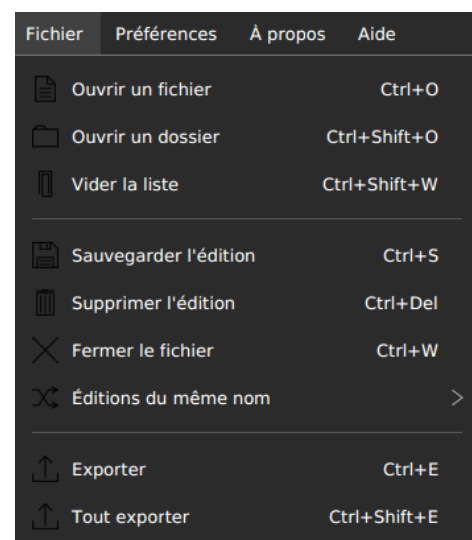 Fichier Préférences À propos Aide
Ouvrir un fichier Ctrl+O
Ouvrir un dossier Ctrl+Shift+O
Vider la liste Ctrl+Shift+W
Sauvegarder l'édition Ctrl+S
Supprimer l'édition Ctrl+Del
Fermer le fichier Ctrl+W
Éditions du même nom
Exporter Ctrl+E
Tout exporter Ctrl+Shift+E